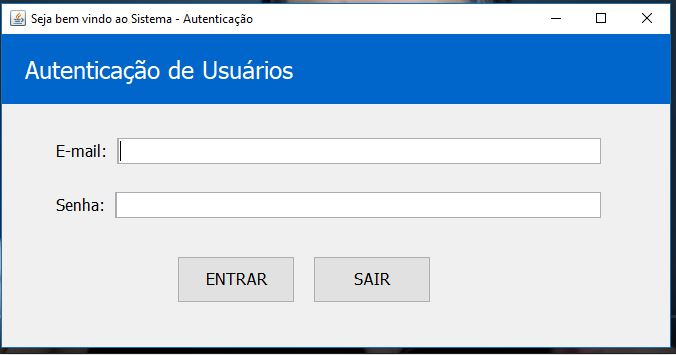 Seja bem vindo ao Sistema - Autenticação
Autenticação de Usuários
E-mail:
Senha:
ENTRAR SAIR